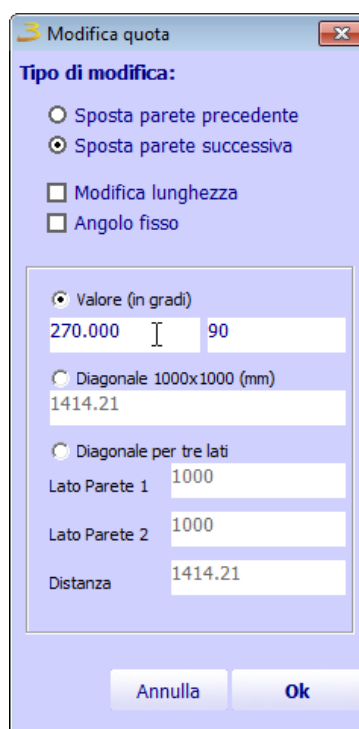 Modifica quota
Tipo di modifica:
Sposta parete precedente
Sposta parete successiva
Modifica lunghezza
Angolo fisso
Valore (in gradi)
270.000 90
Diagonale 1000x1000 (mm)
1414.21
Diagonale per tre lati
Lato Parete 1 1000
Lato Parete 2 1000
Distanza 1414.21
Annulla Ok